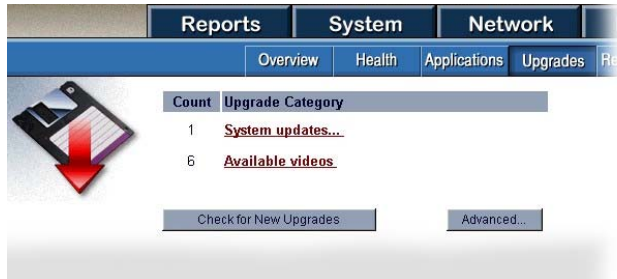 Reports System Network
Overview Health Applications Upgrades Re
Count Upgrade Category
1 System updates...
6 Available videos
Check for New Upgrades Advanced...